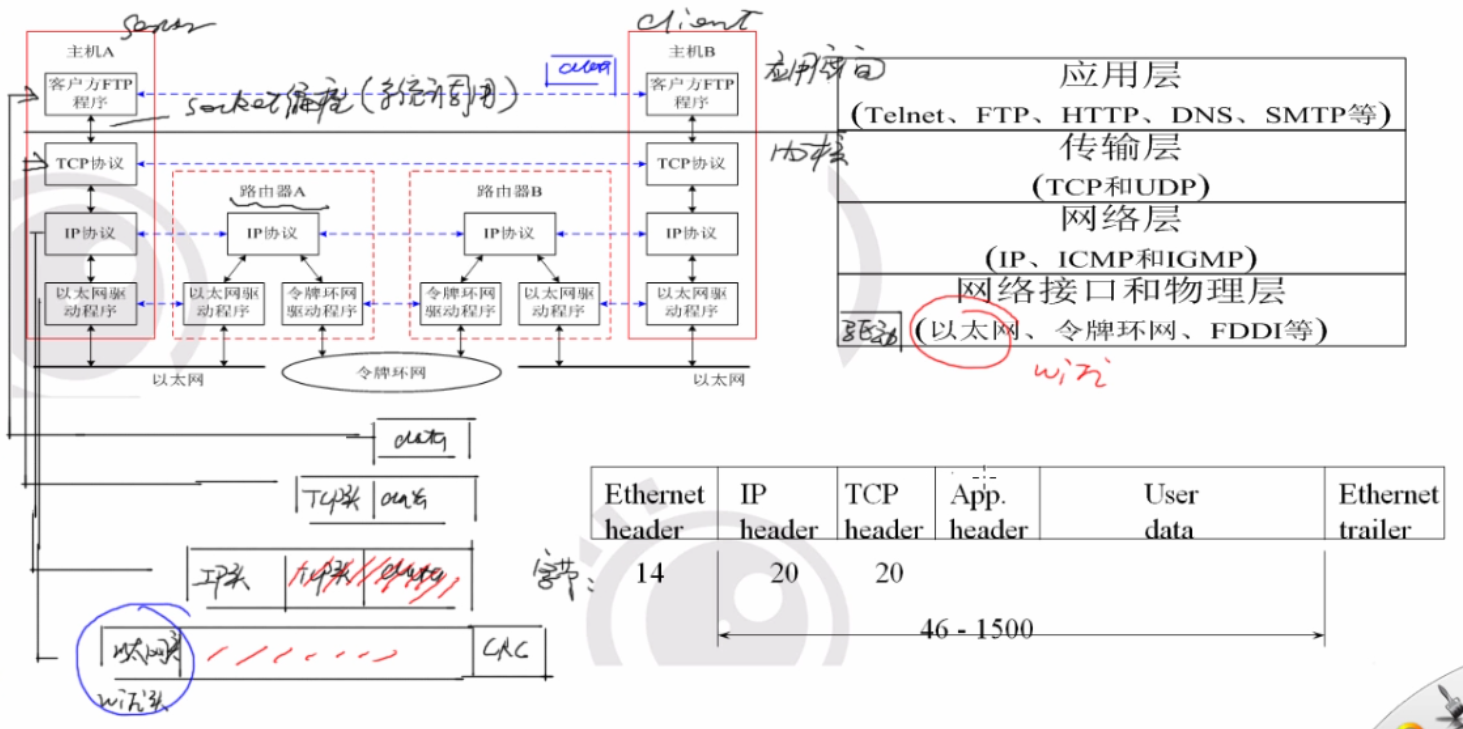 server
client
主机A
客户方FTP
程序
TCP协议
IP协议
以太网驱
动程序
socket编程(系统调用)
data
路由器A
IP协议
以太网驱
动程序
令牌环网
驱动程序
路由器B
IP协议
令牌环网
驱动程序
以太网驱
动程序
主机B
客户方FTP
程序
TCP协议
IP协议
以太网驱
动程序
以太网
令牌环网
以太网
应用层
(Telnet、FTP、HTTP、DNS、SMTP等)
内核
传输层
(TCP和UDP)
网络层
(IP、ICMP和IGMP)
网络接口和物理层
驱动
(以太网、令牌环网、FDDI等)
wifi
data
TCP头 data
IP头 TCP头 data
以太网头 CRC
wifi头
Ethernet header
IP header
TCP header
App. header
User data
Ethernet trailer
字节:
14 20 20
46 - 1500